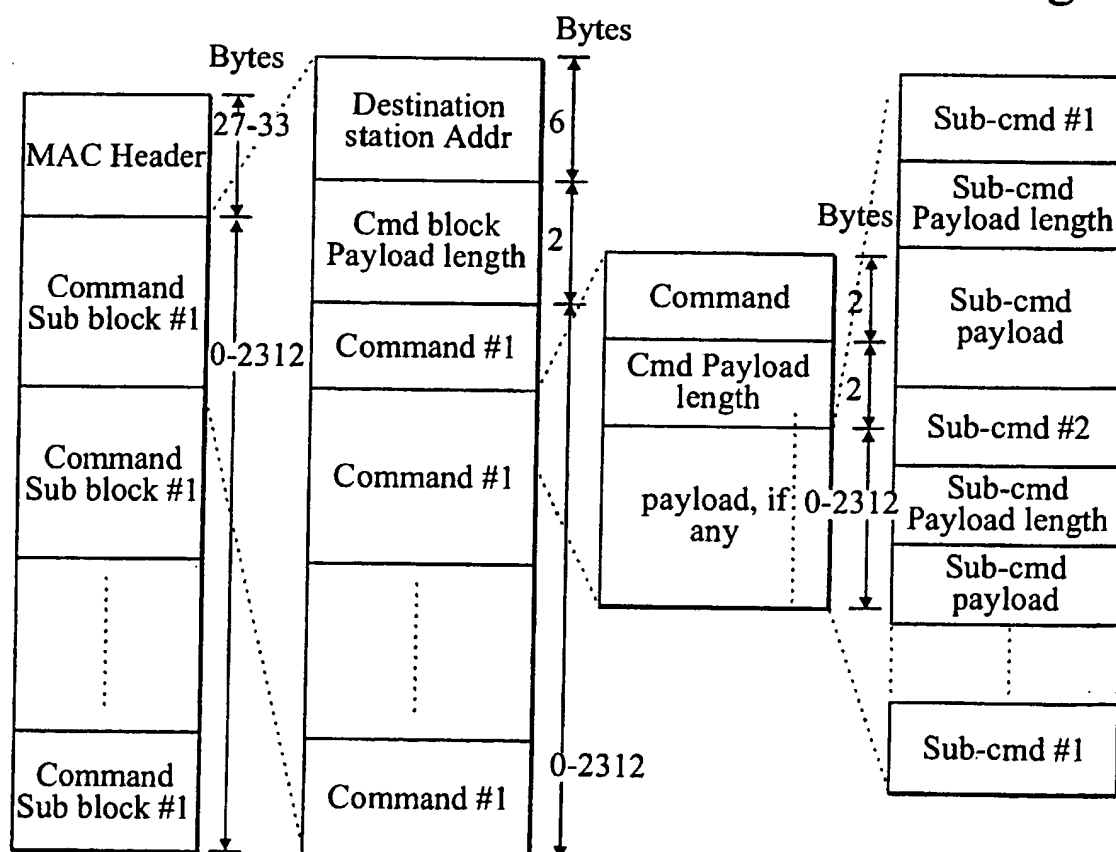 Bytes
27-33
MAC Header
Command
Sub block #1
0-2312
Command
Sub block #1
Command
Sub block #1
Bytes
Destination
station Addr
6
Cmd block
Payload length
2
Command #1
Command #1
0-2312
Command #1
Bytes
Command
2
Cmd Payload
length
2
payload, if
any
0-2312
Sub-cmd #1
Sub-cmd
Payload length
Sub-cmd
payload
Sub-cmd #2
Sub-cmd
Payload length
Sub-cmd
payload
Sub-cmd #1